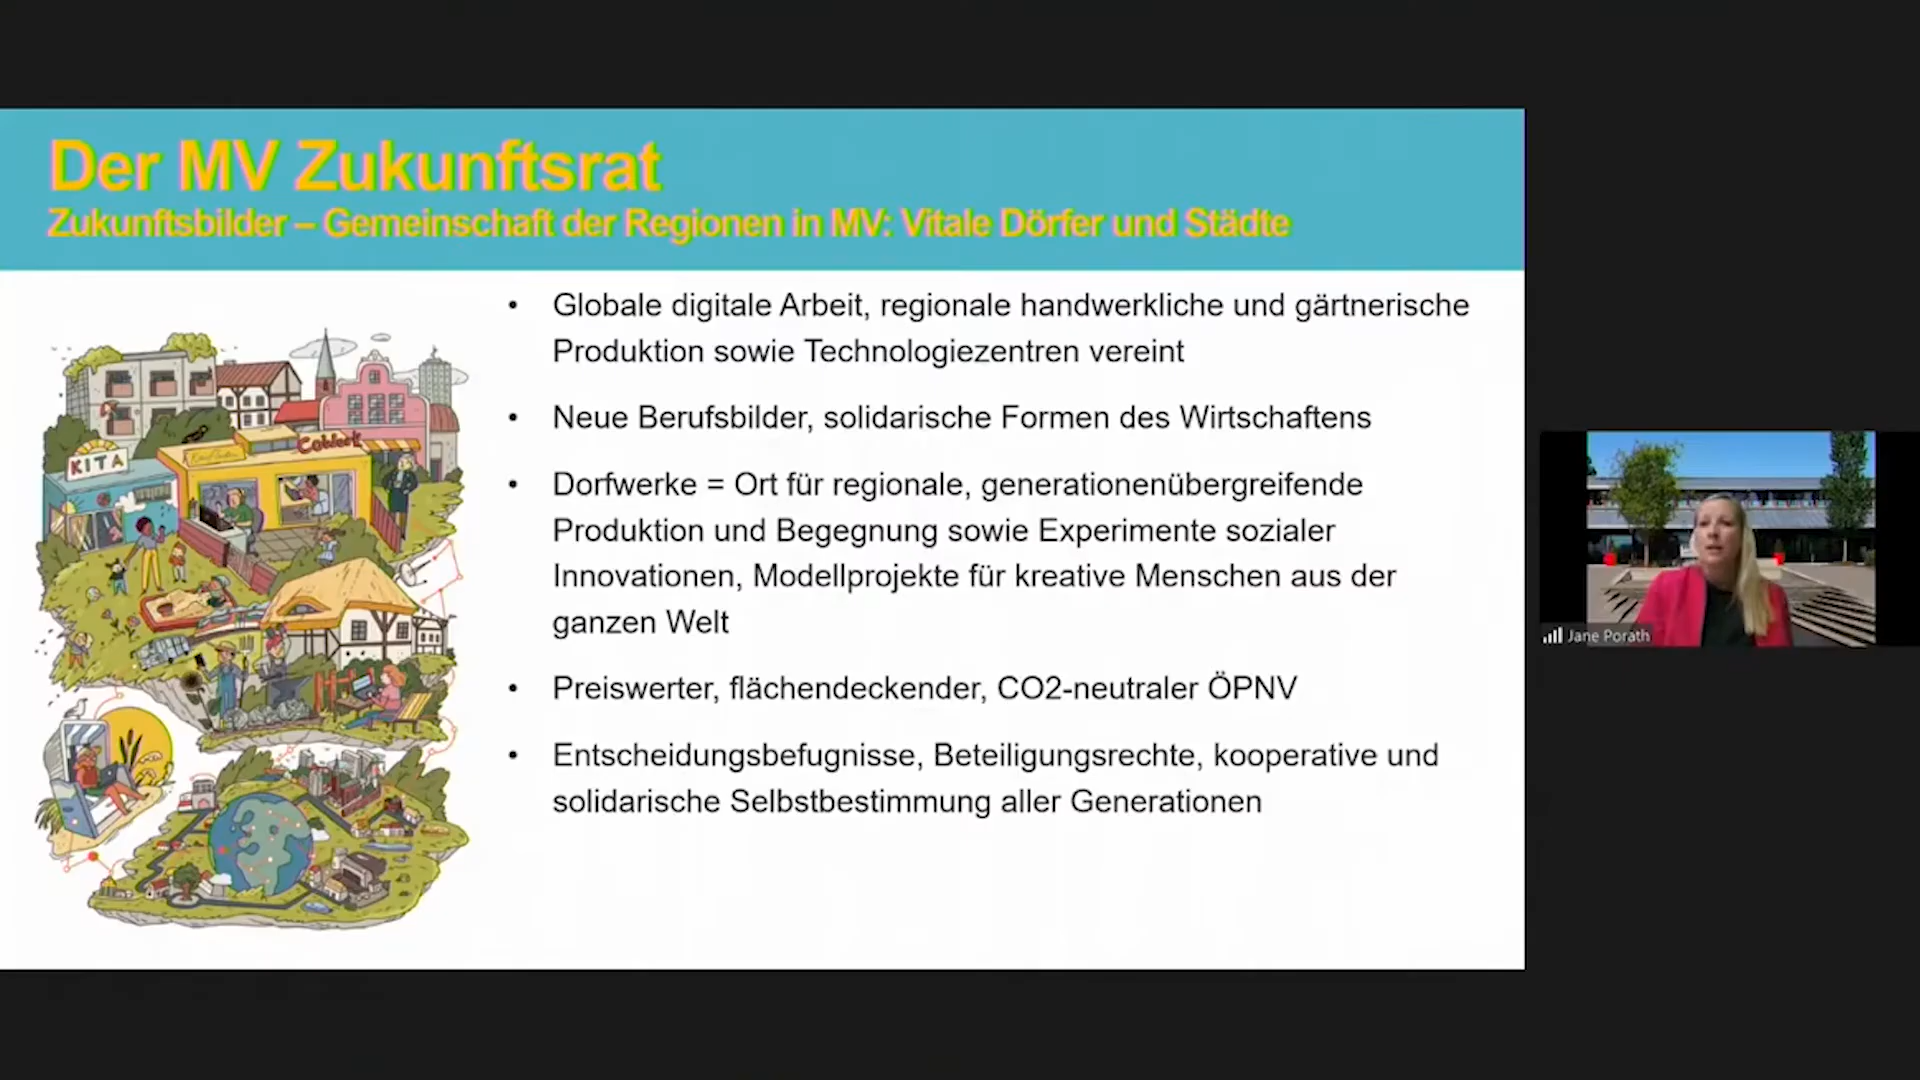 Der MV Zukunftsrat
Zukunftsbilder – Gemeinschaft der Regionen in MV: Vitale Dörfer und Städte
• Globale digitale Arbeit, regionale handwerkliche und gärtnerische
Produktion sowie Technologiezentren vereint
• Neue Berufsbilder, solidarische Formen des Wirtschaftens
• Dorfwerke = Ort für regionale, generationenübergreifende
Produktion und Begegnung sowie Experimente sozialer
Innovationen, Modellprojekte für kreative Menschen aus der
ganzen Welt
• Preiswerter, flächendeckender, CO2-neutraler ÖPNV
• Entscheidungsbefugnisse, Beteiligungsrechte, kooperative und
solidarische Selbstbestimmung aller Generationen
KITA
Jane Porath